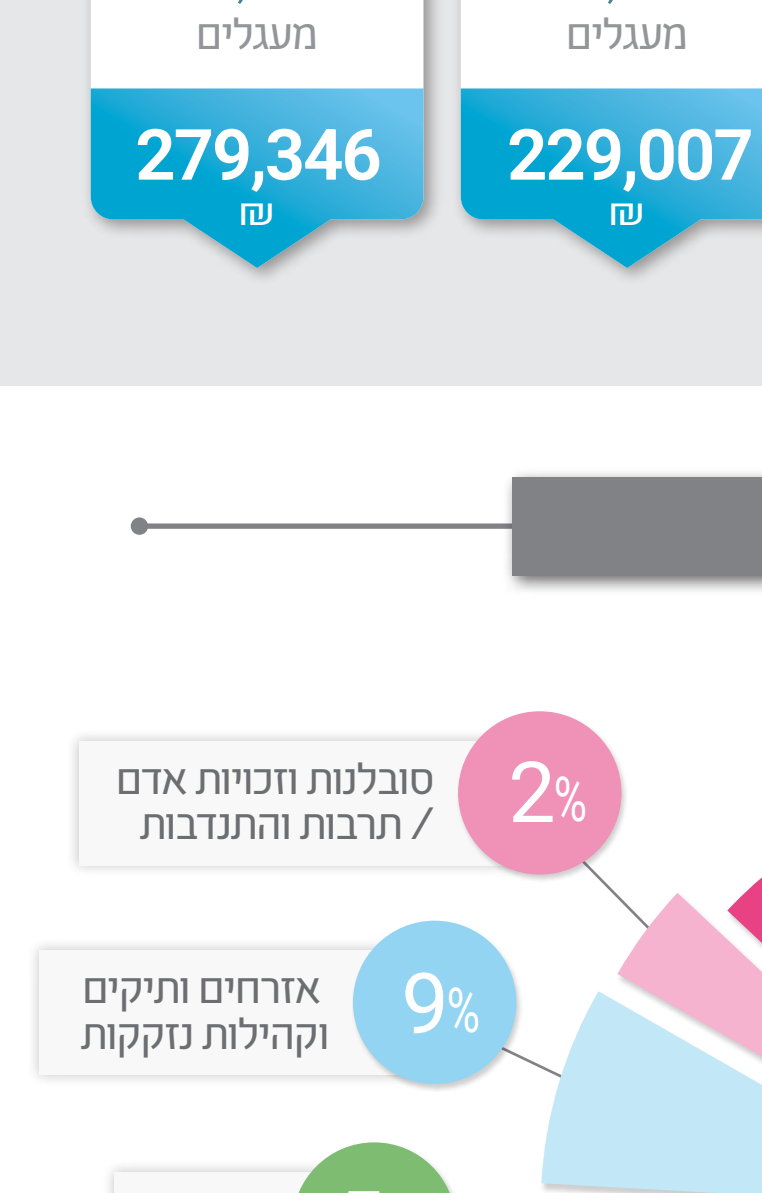 מעגלים
229,007
₪
מעגלים
279,346
₪
2%
סובלנות וזכויות אדם
/ תרבות והתנדבות
9%
אזרחים ותיקים
וקהילות נזקקות